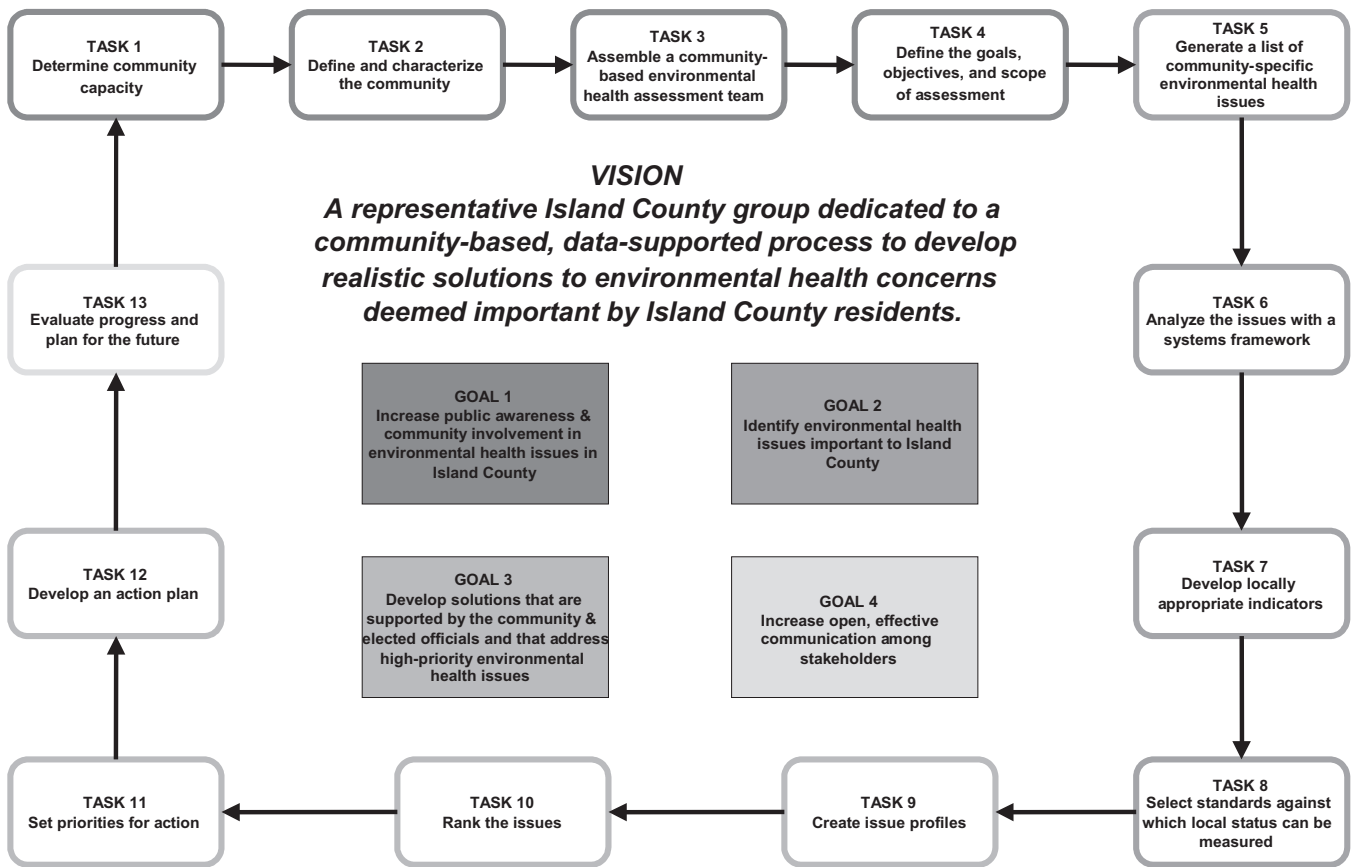 TASK 1
Determine community
capacity
TASK 2
Define and characterize
the community
TASK 3
Assemble a community-
based environmental
health assessment team
TASK 4
Define the goals,
objectives, and scope
of assessment
TASK 5
Generate a list of
community-specific
environmental health
issues
VISION
A representative Island County group dedicated to a
community-based, data-supported process to develop
realistic solutions to environmental health concerns
deemed important by Island County residents.
TASK 13
Evaluate progress and
plan for the future
TASK 6
Analyze the issues with a
systems framework
GOAL 1
Increase public awareness &
community involvement in
environmental health issues in
Island County
GOAL 2
Identify environmental health
issues important to Island
County
TASK 12
Develop an action plan
GOAL 3
Develop solutions that are
supported by the community &
elected officials and that address
high-priority environmental
health issues
GOAL 4
Increase open, effective
communication among
stakeholders
TASK 7
Develop locally
appropriate indicators
TASK 11
Set priorities for action
TASK 10
Rank the issues
TASK 9
Create issue profiles
TASK 8
Select standards against
which local status can be
measured